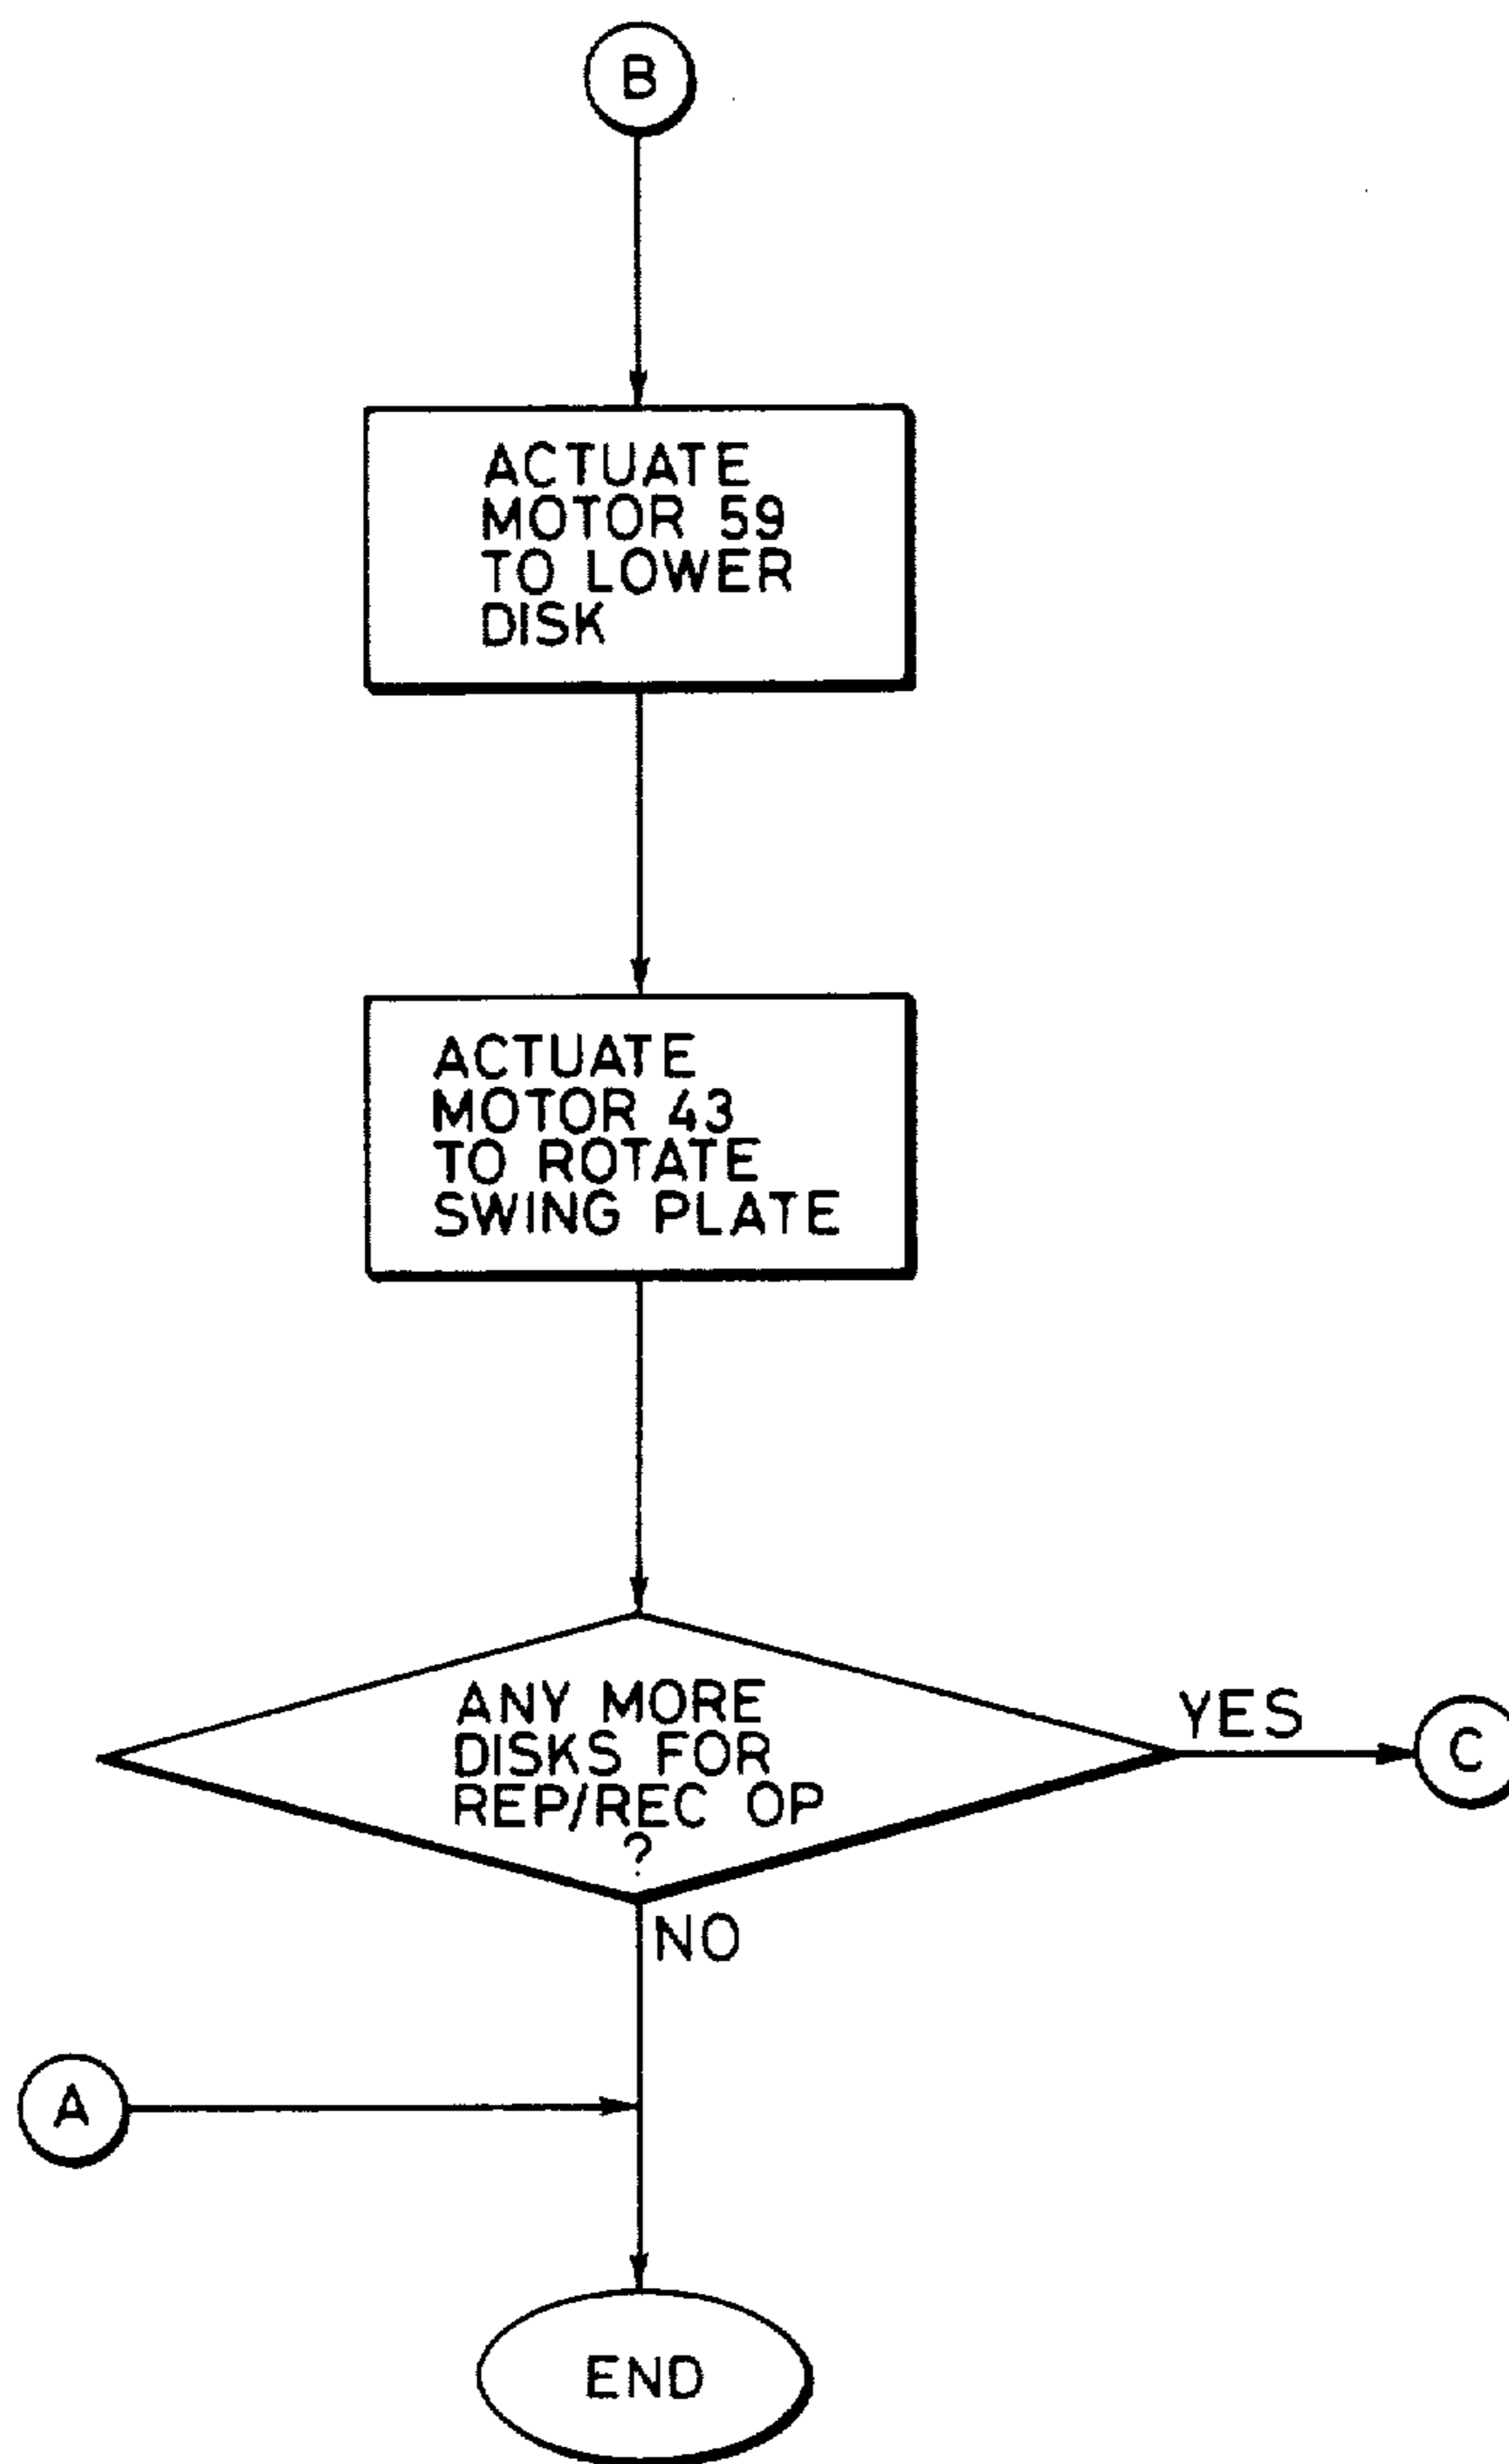 B
ACTUATE
MOTOR 59
TO LOWER
DISK
ACTUATE
MOTOR 43
TO ROTATE
SWING PLATE
ANY MORE
DISKS FOR
REP/REC OP
?
YES
C
NO
A
END